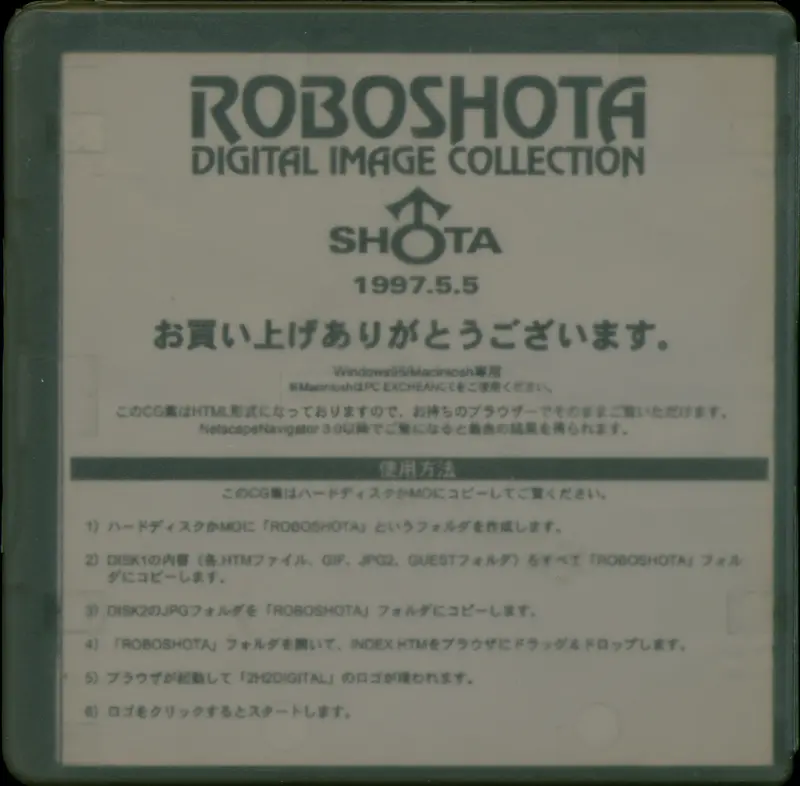 ROBOSHOTA
DIGITAL IMAGE COLLECTION
SHOTA
1997.5.5
お買い上げありがとうございます。
Windows95/Macintosh専用
※MacintoshはPC EXCHEANCEをご使用ください。
このCG集はHTML形式になっておりますので、お持ちのブラウザーでそのままご覧いただけます。
NetscapeNavigator 3.0以降でご覧になると最良の結果を得られます。
使用方法
このCG集はハードディスクかMOにコピーしてご覧ください。
1）ハードディスクかMOに「ROBOSHOTA」というフォルダを作成します。
2）DISK1の内容（各.HTMファイル、GIF、JPG2、GUESTフォルダ）をすべて「ROBOSHOTA」フォル
ダにコピーします。
3）DISK2のJPGフォルダを「ROBOSHOTA」フォルダにコピーします。
4）「ROBOSHOTA」フォルダを開いて、INDEX.HTMをブラウザにドラッグ&ドロップします。
5）ブラウザが起動して「2H2DIGITAL」のロゴが現われます。
6）ロゴをクリックするとスタートします。